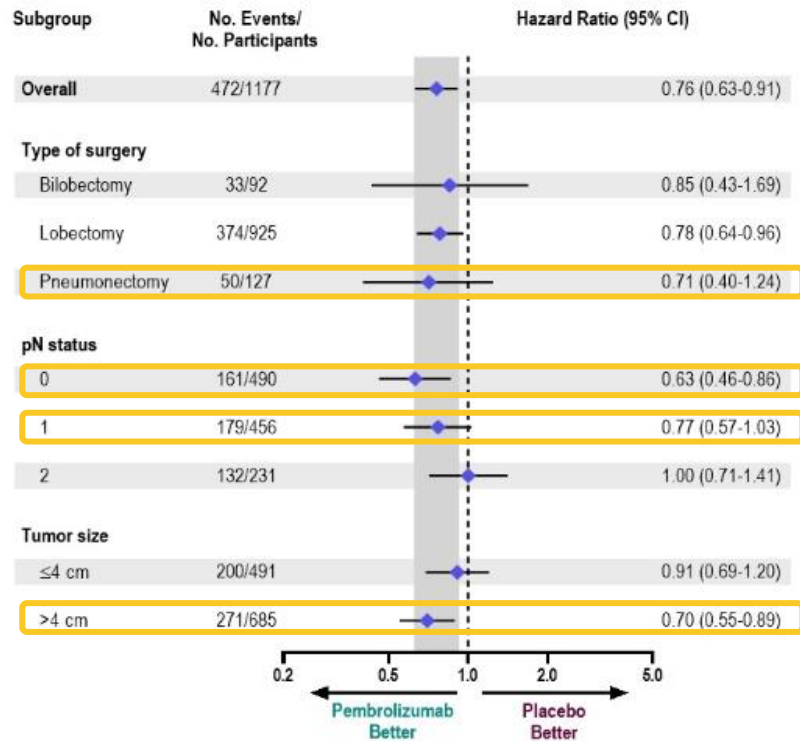 Subgroup No. Events/ Hazard Ratio (95% CI)
No. Participants
Overall 472/1177 0.76 (0.63-0.91)
Type of surgery
Bilobectomy 33/92 0.85 (0.43-1.69)
Lobectomy 374/925 0.78 (0.64-0.96)
Pneumonectomy 50/127 0.71 (0.40-1.24)
pN status
0 161/490 0.63 (0.46-0.86)
1 179/456 0.77 (0.57-1.03)
2 132/231 1.00 (0.71-1.41)
Tumor size
≤4 cm 200/491 0.91 (0.69-1.20)
>4 cm 271/685 0.70 (0.55-0.89)
0.2 0.5 1.0 2.0 5.0
Pembrolizumab Placebo
Better Better